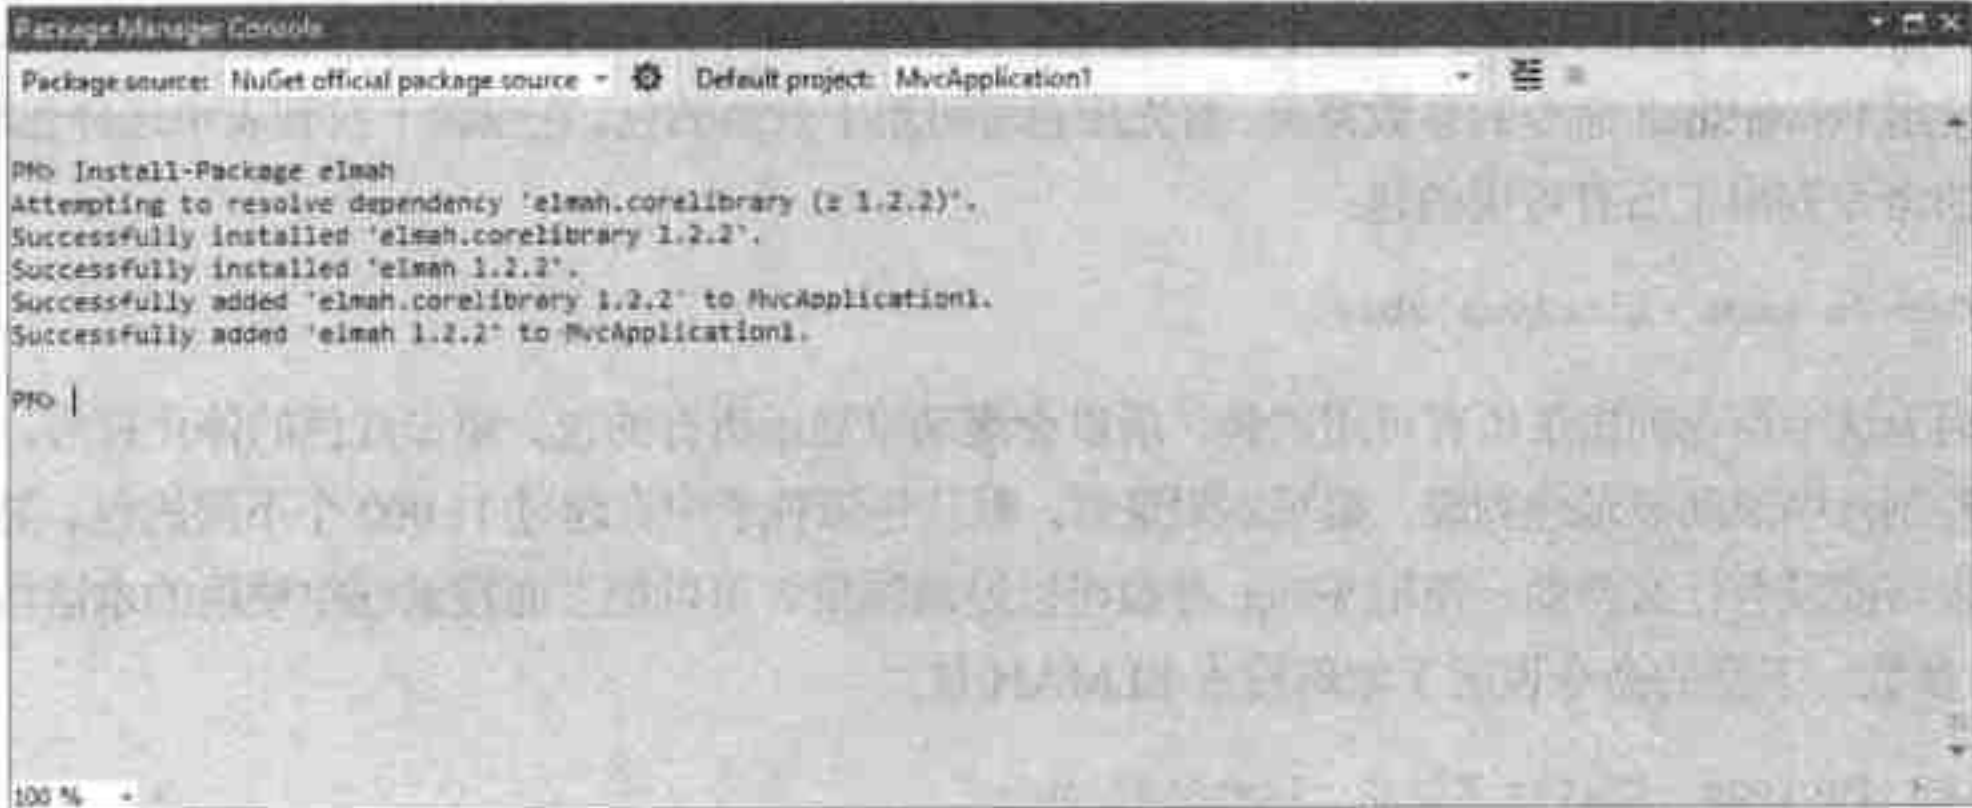 Package Manager Console
Package source: NuGet official package source Default project: MvcApplication1
PM> Install-Package elmah
Attempting to resolve dependency 'elmah.corelibrary (≥ 1.2.2)'.
Successfully installed 'elmah.corelibrary 1.2.2'.
Successfully installed 'elmah 1.2.2'.
Successfully added 'elmah.corelibrary 1.2.2' to MvcApplication1.
Successfully added 'elmah 1.2.2' to MvcApplication1.
PM>
100 %